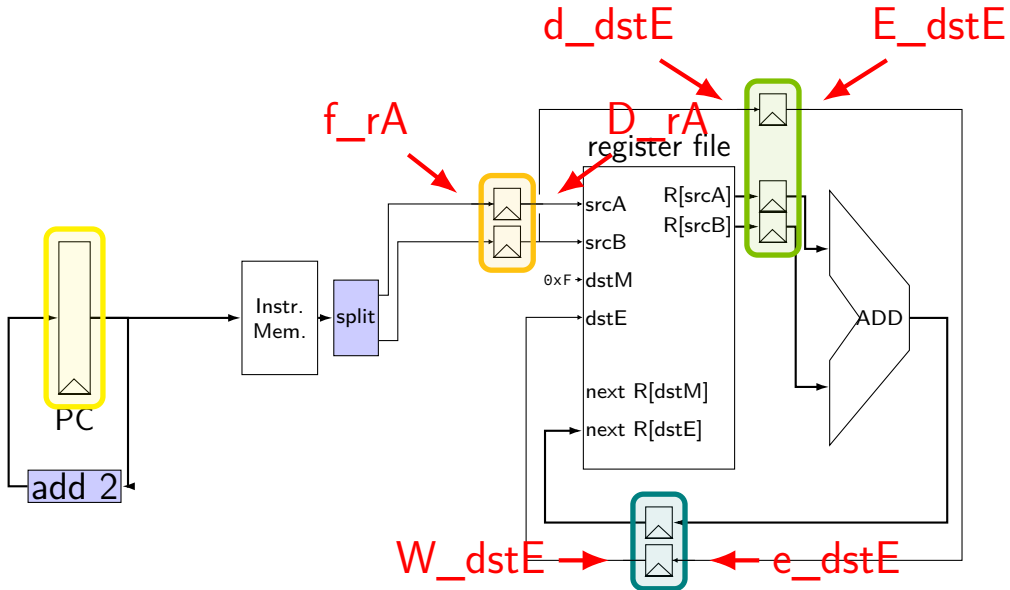 d_dstE
E_dstE
f_rA
D_rA
register file
srcA
R[srcA]
R[srcB]
srcB
0xF
dstM
Instr.
Mem.
split
dstE
ADD
next R[dstM]
PC
next R[dstE]
add 2
W_dstE
e_dstE